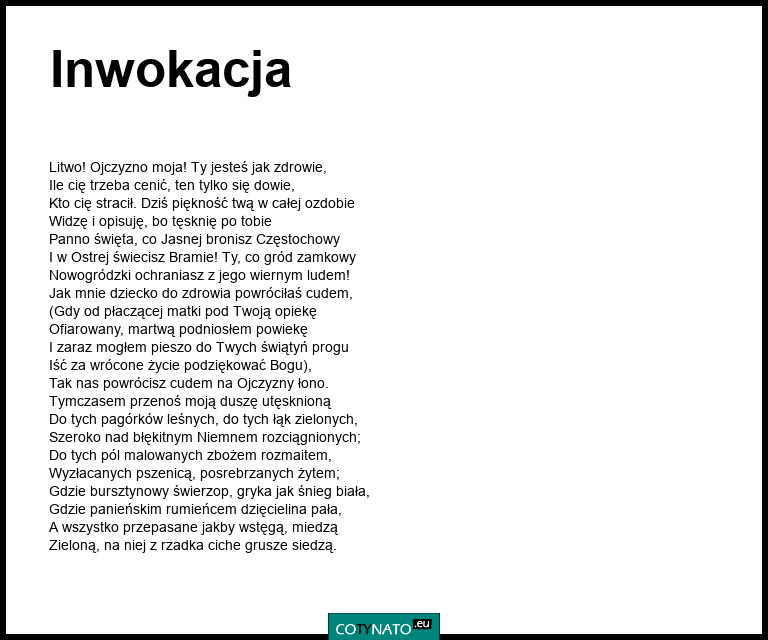 Inwokacja
Litwo! Ojczyzno moja! Ty jesteś jak zdrowie,
Ile cię trzeba cenić, ten tylko się dowie,
Kto cię stracił. Dziś piękność twą w całej ozdobie
Widzę i opisuję, bo tęsknię po tobie
Panno święta, co Jasnej bronisz Częstochowy
I w Ostrej świecisz Bramie! Ty, co gród zamkowy
Nowogródzki ochraniasz z jego wiernym ludem!
Jak mnie dziecko do zdrowia powróciłaś cudem,
(Gdy od płaczącej matki pod Twoją opiekę
Ofiarowany, martwą podniosłem powiekę
I zaraz mogłem pieszo do Twych świątyń progu
Iść za wrócone życie podziękować Bogu),
Tak nas powrócisz cudem na Ojczyzny łono.
Tymczasem przenoś moją duszę utęsknioną
Do tych pagórków leśnych, do tych łąk zielonych,
Szeroko nad błękitnym Niemnem rozciągnionych;
Do tych pól malowanych zbożem rozmaitem,
Wyzłacanych pszenicą, posrebrzanych żytem;
Gdzie bursztynowy świerzop, gryka jak śnieg biała,
Gdzie panieńskim rumieńcem dzięcielina pała,
A wszystko przepasane jakby wstęgą, miedzą
Zieloną, na niej z rzadka ciche grusze siedzą.
COTYNATO.eu